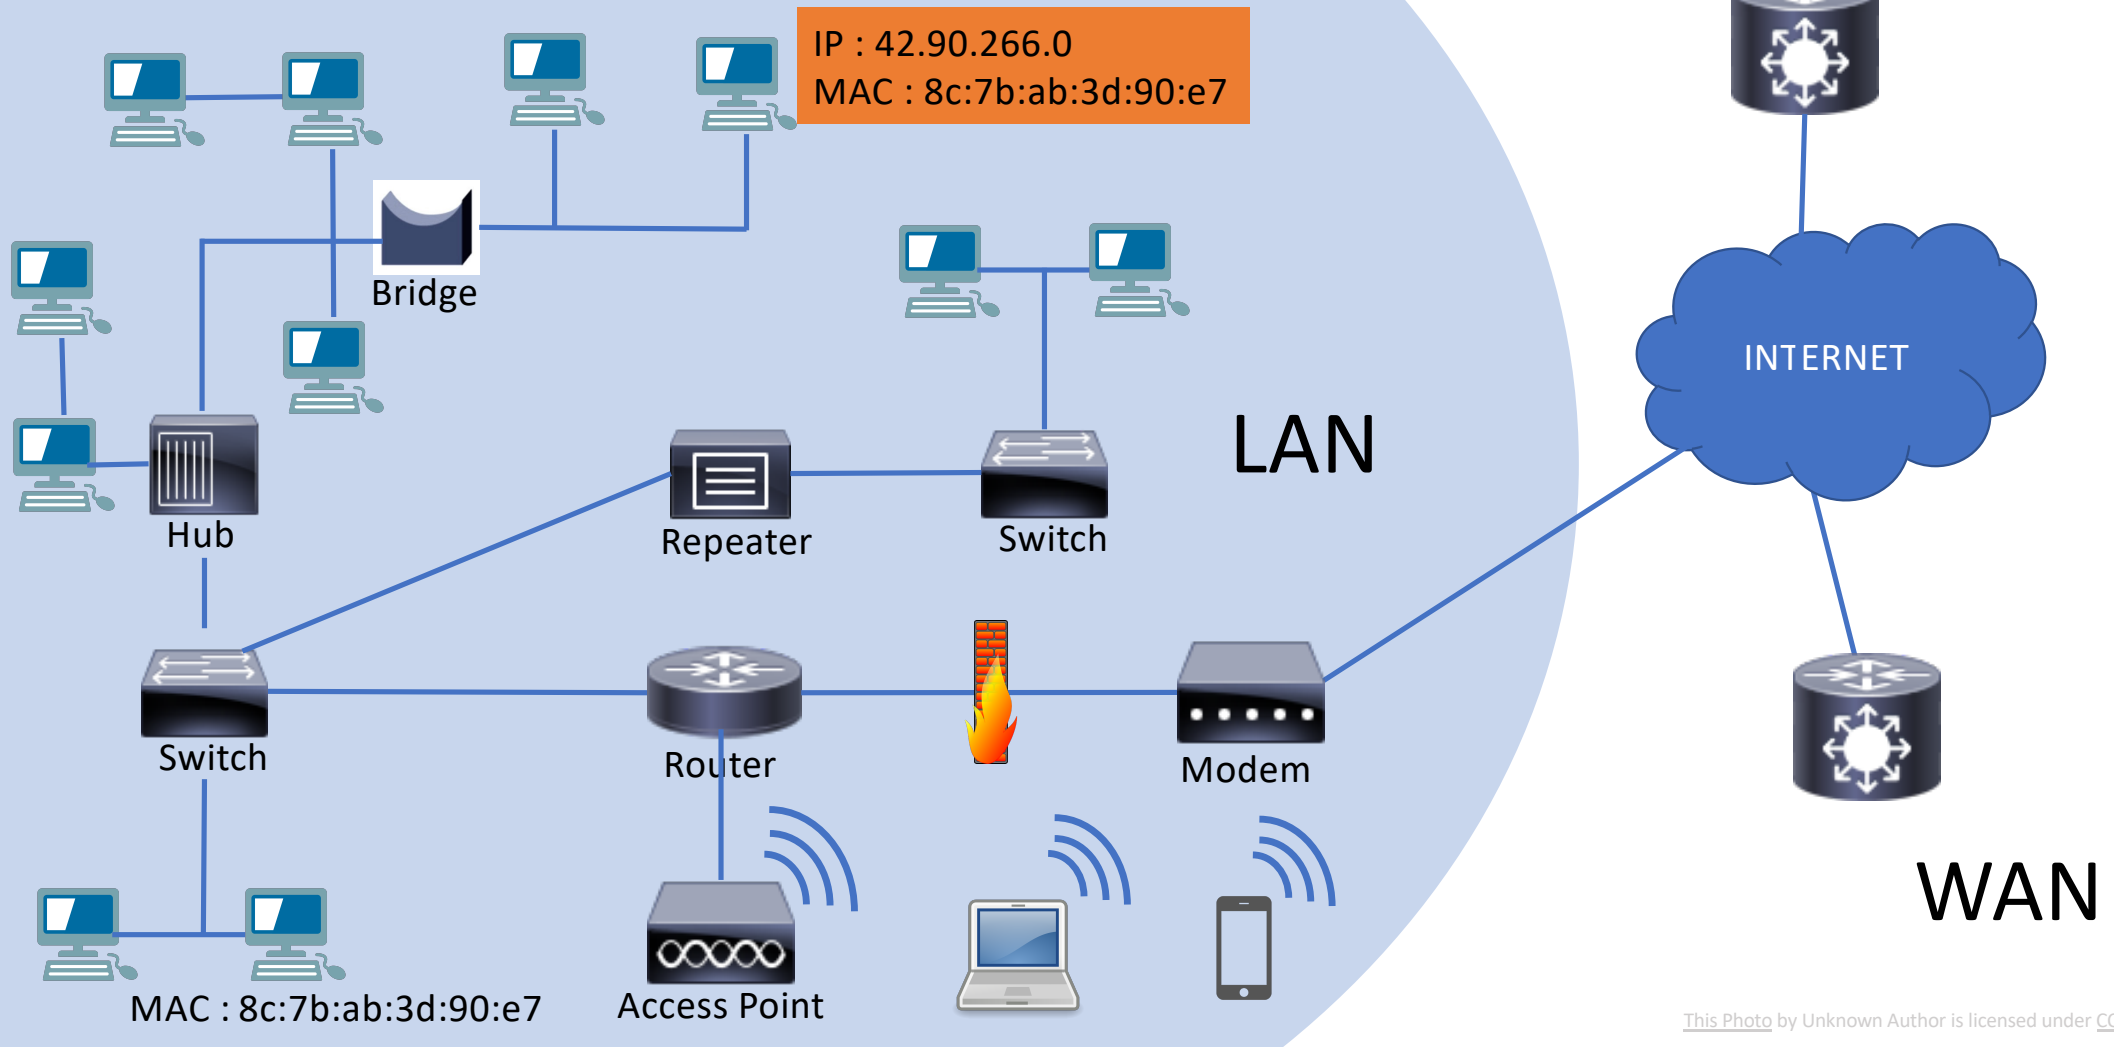 IP : 42.90.266.0
MAC : 8c:7b:ab:3d:90:e7
Bridge
INTERNET
LAN
Hub
Repeater
Switch
Switch
Router
Modem
WAN
MAC : 8c:7b:ab:3d:90:e7
Access Point
This Photo by Unknown Author is licensed under